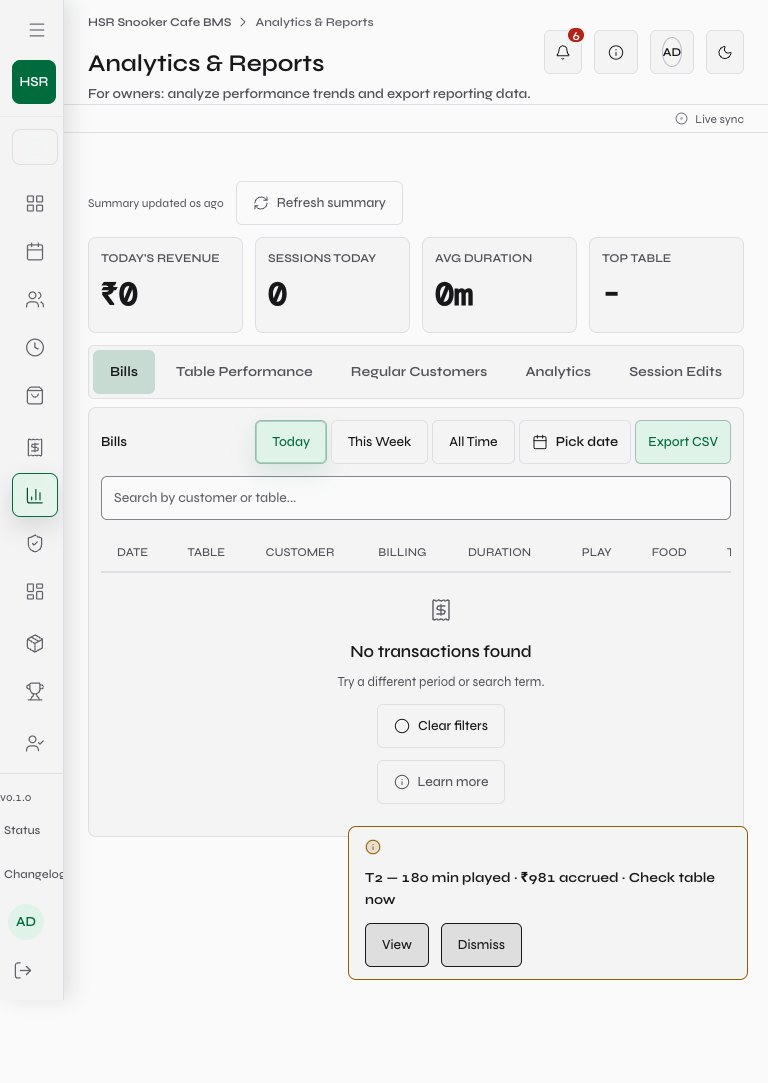 HSR Snooker Cafe BMS > Analytics & Reports
Analytics & Reports
For owners: analyze performance trends and export reporting data.
6
AD
HSR
Live sync
Summary updated 0s ago
Refresh summary
TODAY'S REVENUE
₹0
SESSIONS TODAY
0
AVG DURATION
0m
TOP TABLE
–
Bills
Table Performance
Regular Customers
Analytics
Session Edits
Bills
Today
This Week
All Time
Pick date
Export CSV
Search by customer or table...
DATE TABLE CUSTOMER BILLING DURATION PLAY FOOD
No transactions found
Try a different period or search term.
Clear filters
Learn more
v0.1.0
Status
Changelog
AD
T2 — 180 min played · ₹981 accrued · Check table
now
View
Dismiss